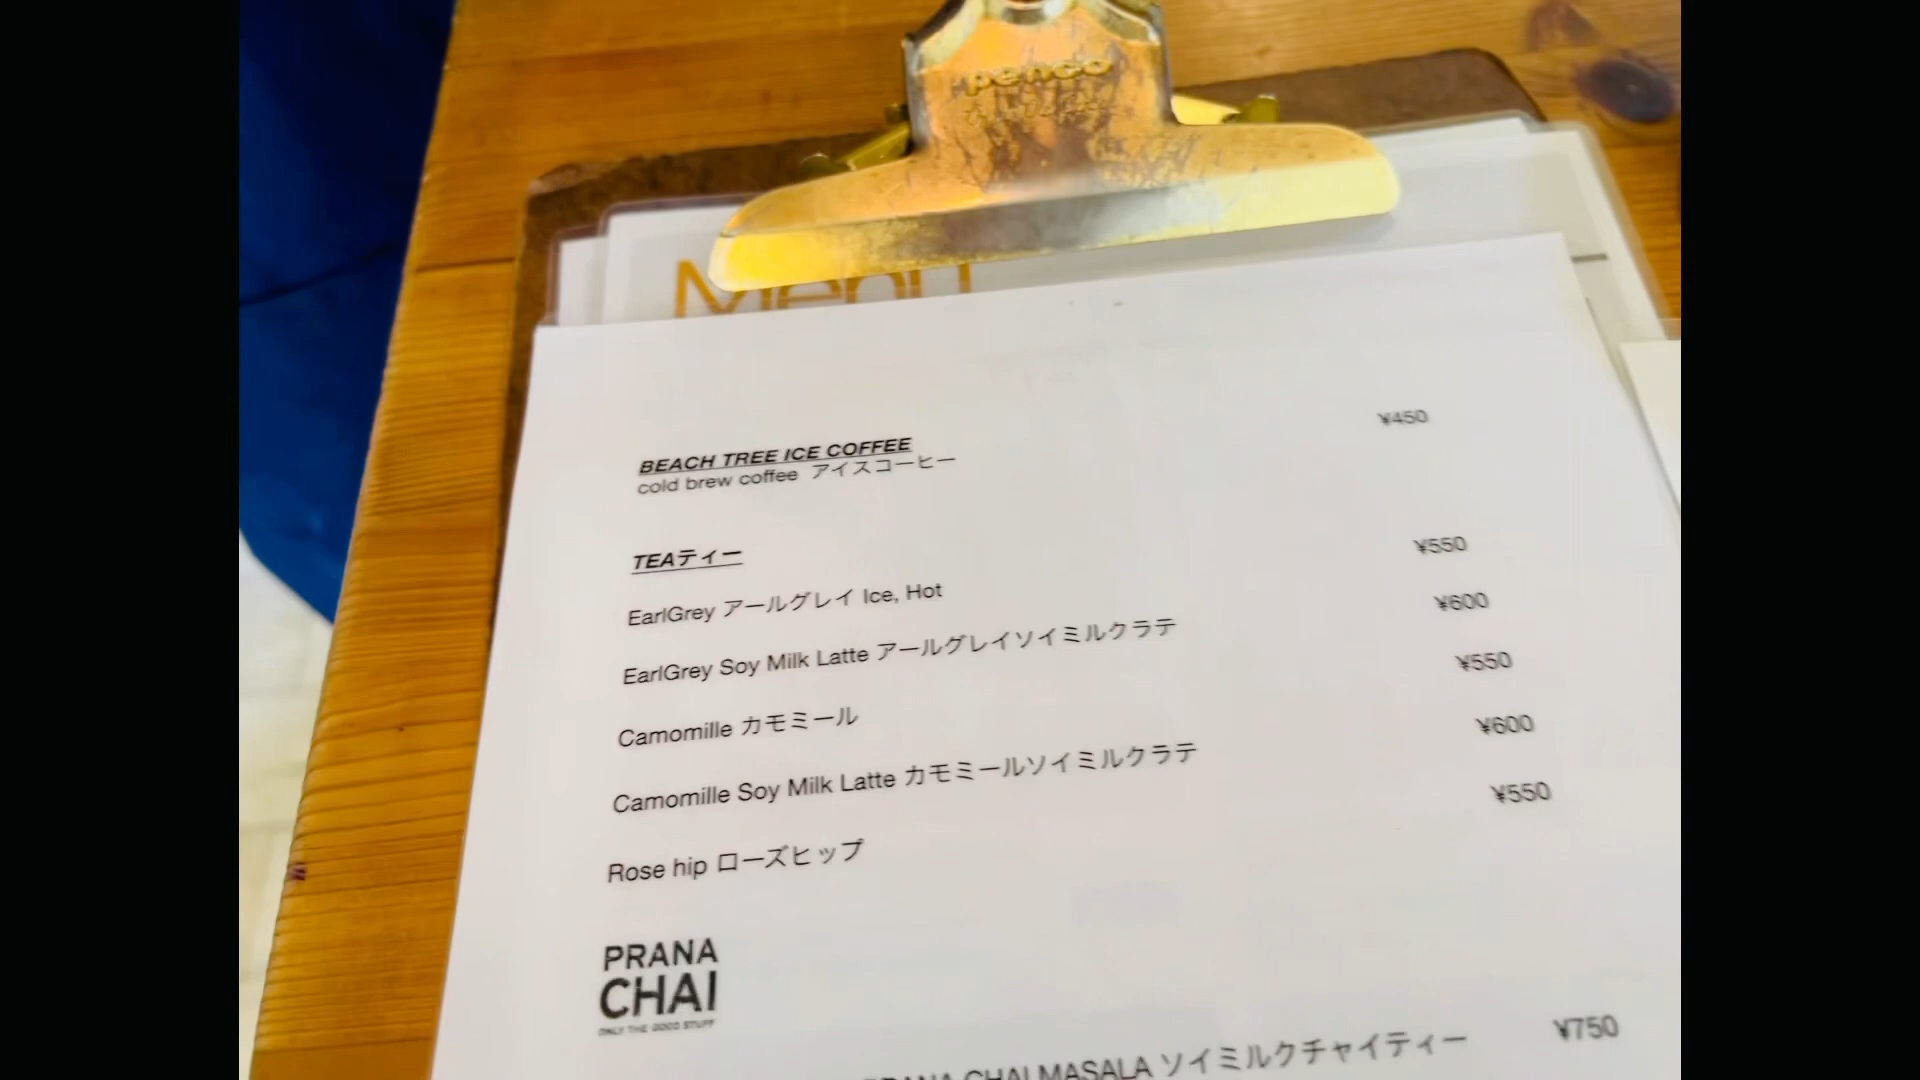 penco
Menu
BEACH TREE ICE COFFEE ¥450
cold brew coffee アイスコーヒー
TEAティー
EarlGrey アールグレイ Ice, Hot ¥550
EarlGrey Soy Milk Latte アールグレイソイミルクラテ ¥600
Camomille カモミール ¥550
Camomille Soy Milk Latte カモミールソイミルクラテ ¥600
Rose hip ローズヒップ ¥550
PRANA
CHAI
ONLY THE GOOD STUFF
PRANA CHAI MASALA ソイミルクチャイティー ¥750